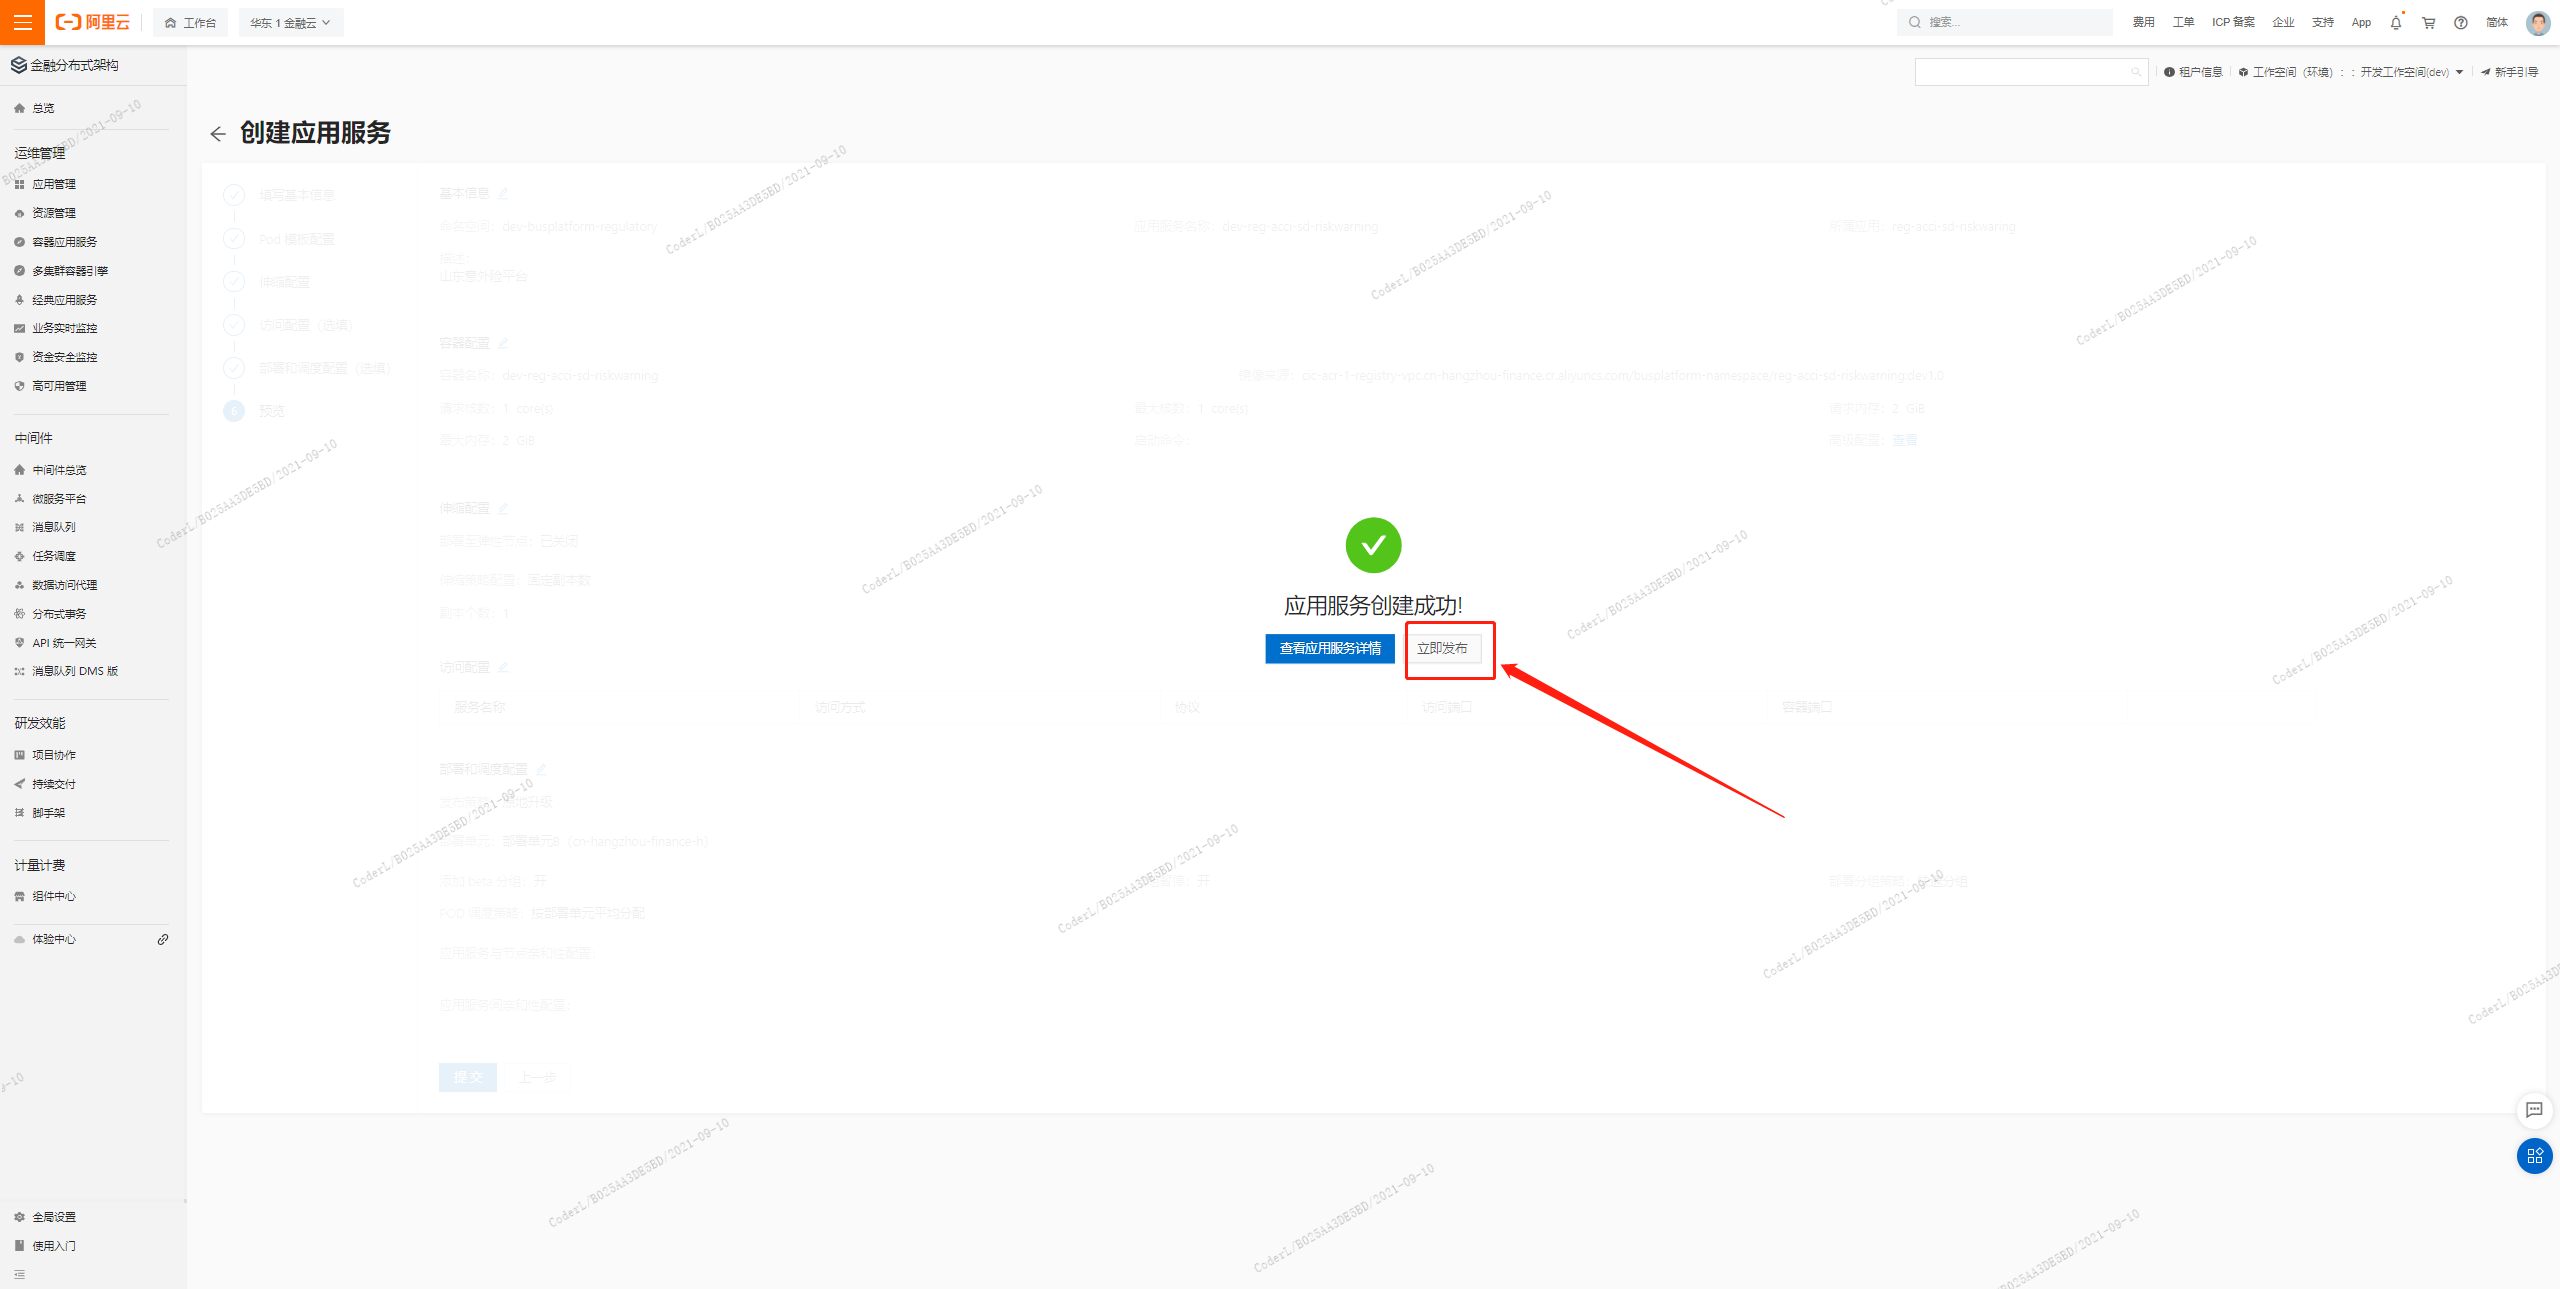 阿里云
工作台
华东 1 金融云
搜索...
费用
工单
ICP 备案
企业
支持
App
简体
金融分布式架构
租户信息
工作空间（环境）：
：开发工作空间(dev)
新手引导
总览
运维管理
应用管理
资源管理
容器应用服务
多集群容器引擎
经典应用服务
业务实时监控
资金安全监控
高可用管理
中间件
中间件总览
微服务平台
消息队列
任务调度
数据访问代理
分布式事务
API 统一网关
消息队列 DMS 版
研发效能
项目协作
持续交付
脚手架
计量计费
组件中心
体验中心
全局设置
使用入门
创建应用服务
填写基本信息
Pod 模板配置
伸缩配置
访问配置（选填）
部署和调度配置（选填）
6 预览
基本信息
命名空间：dev-busplatform-regulatory
应用服务名称：dev-reg-acci-sd-riskwarning
所属应用：reg-acci-sd-riskwaring
描述：
山东意外险平台
容器配置
容器名称：dev-reg-acci-sd-riskwarning
镜像来源：cic-acr-1-registry-vpc.cn-hangzhou-finance.cr.aliyuncs.com/busplatform-namespace/reg-acci-sd-riskwarning:dev1.0
请求核数：1 core(s)
最大核数：1 core(s)
请求内存：2 GiB
最大内存：2 GiB
启动命令：
高级配置：查看
伸缩配置
部署至弹性节点：已关闭
伸缩策略配置：固定副本数
副本个数：1
应用服务创建成功!
查看应用服务详情
立即发布
访问配置
服务名称
访问方式
协议
访问端口
容器端口
部署和调度配置
部署单元：部署单元B（cn-hangzhou-finance-h）
添加 beta 分组：开
POD 调度策略：按部署单元平均分配
应用服务与节点亲和性配置：
应用服务间亲和性配置：
提 交
上一步
CoderL/B025AA3DE5BD/2021-09-10